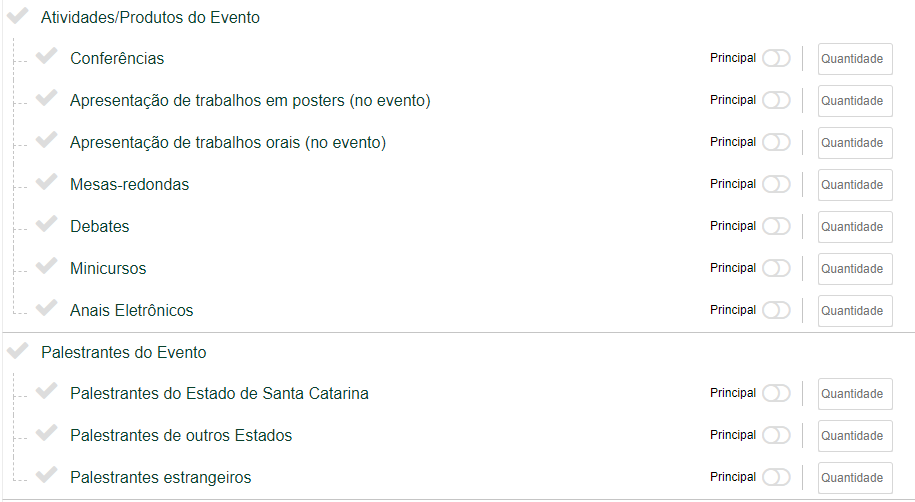 Atividades/Produtos do Evento
Conferências Principal Quantidade
Apresentação de trabalhos em posters (no evento) Principal Quantidade
Apresentação de trabalhos orais (no evento) Principal Quantidade
Mesas-redondas Principal Quantidade
Debates Principal Quantidade
Minicursos Principal Quantidade
Anais Eletrônicos Principal Quantidade
Palestrantes do Evento
Palestrantes do Estado de Santa Catarina Principal Quantidade
Palestrantes de outros Estados Principal Quantidade
Palestrantes estrangeiros Principal Quantidade